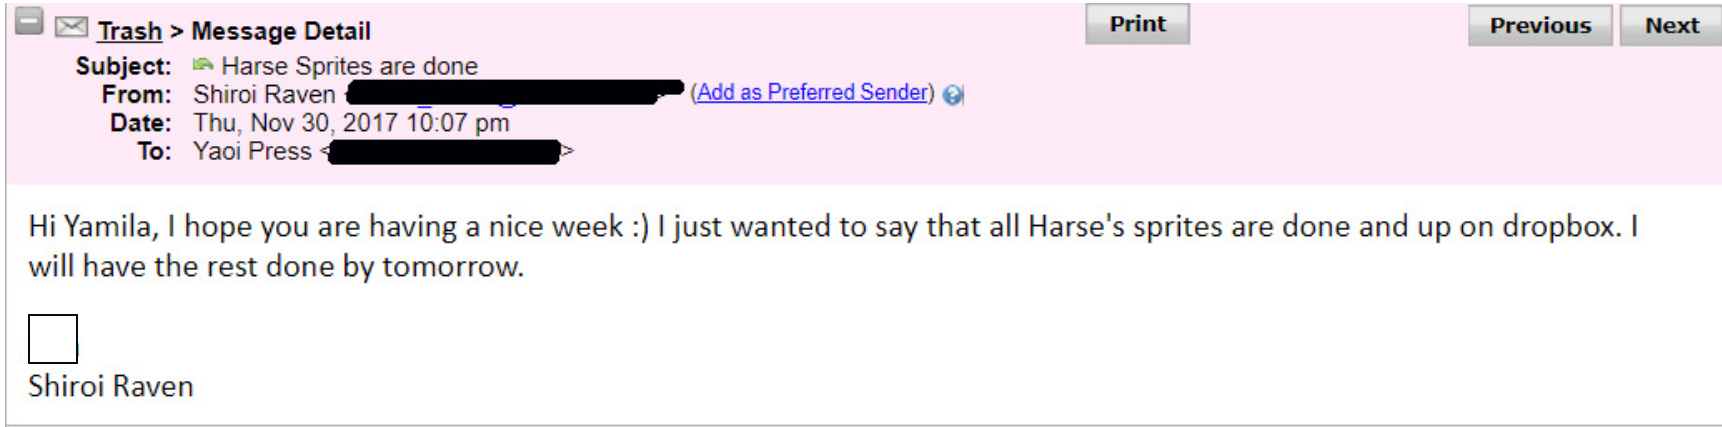 Trash > Message Detail Print Previous Next
Subject: Harse Sprites are done
From: Shiroi Raven (Add as Preferred Sender)
Date: Thu, Nov 30, 2017 10:07 pm
To: Yaoi Press < >
Hi Yamila, I hope you are having a nice week :) I just wanted to say that all Harse's sprites are done and up on dropbox. I
will have the rest done by tomorrow.
Shiroi Raven